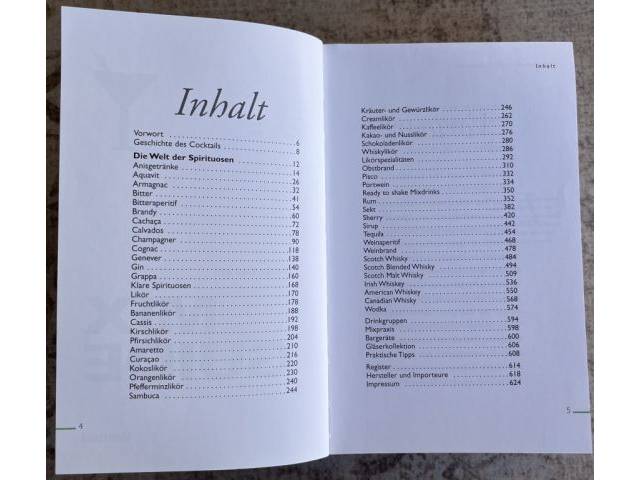 Inhalt
Vorwort 6
Geschichte des Cocktails 8
Die Welt der Spirituosen 12
Anisgetränke 14
Aquavit 26
Armagnac 32
Bitter 41
Bitteraperitif 54
Brandy 60
Cachaça 72
Calvados 78
Champagner 90
Cognac 118
Genever 138
Gin 140
Grappa 160
Klare Spirituosen 168
Likör 170
Fruchtlikör 178
Bananenlikör 188
Cassis 192
Kirschlikör 198
Pfirsichlikör 204
Amaretto 210
Curaçao 216
Kokoslikör 220
Orangenlikör 230
Pfefferminzlikör 240
Sambuca 244
4
Inhalt
Kräuter- und Gewürzlikör 246
Creamlikör 262
Kaffeelikör 270
Kakao- und Nusslikör 276
Schokoladenlikör 280
Whiskylikör 286
Likörspezialitäten 292
Obstbrand 310
Pisco 332
Portwein 334
Ready to shake Mixdrinks 350
Rum 352
Sekt 382
Sherry 420
Sirup 442
Tequila 454
Weinaperitif 468
Weinbrand 478
Scotch Whisky 484
Scotch Blended Whisky 494
Scotch Malt Whisky 509
Irish Whiskey 536
American Whiskey 550
Canadian Whisky 568
Wodka 574
Drinkgruppen 594
Mixpraxis 598
Bargeräte 600
Gläserkollektion 606
Praktische Tipps 608
Register 614
Hersteller und Importeure 618
Impressum 624
5